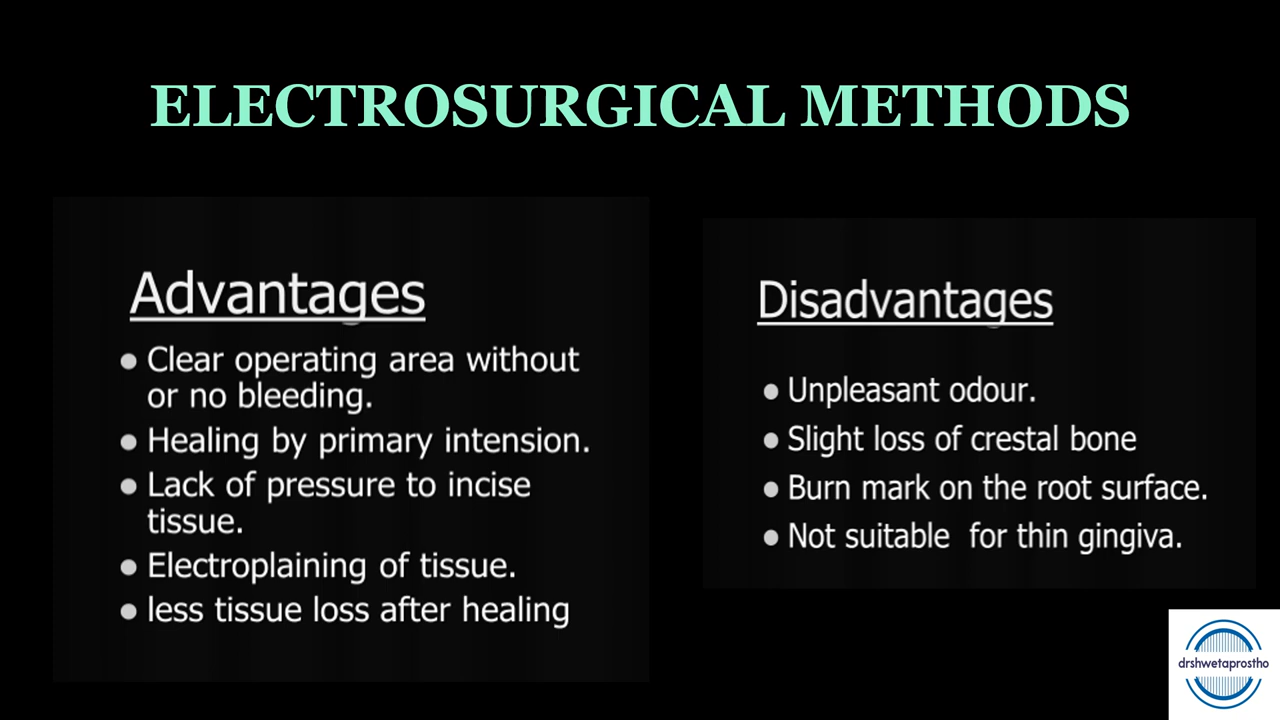 ELECTROSURGICAL METHODS
Advantages
● Clear operating area without
or no bleeding.
● Healing by primary intension.
● Lack of pressure to incise
tissue.
● Electroplaining of tissue.
● less tissue loss after healing
Disadvantages
● Unpleasant odour.
● Slight loss of crestal bone
● Burn mark on the root surface.
● Not suitable  for thin gingiva.
drshwetaprostho